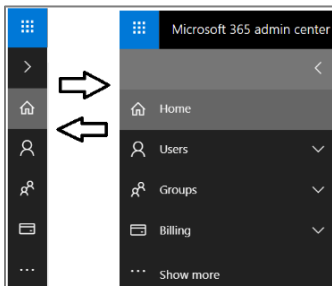 Microsoft 365 admin center
Home
Users
Groups
Billing
Show more